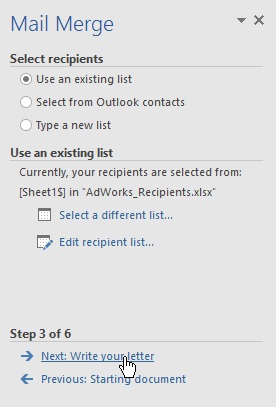 Mail Merge
Select recipients
Use an existing list
Select from Outlook contacts
Type a new list
Use an existing list
Currently, your recipients are selected from:
[Sheet1$] in "AdWorks_Recipients.xlsx"
Select a different list...
Edit recipient list...
Step 3 of 6
Next: Write your letter
Previous: Starting document